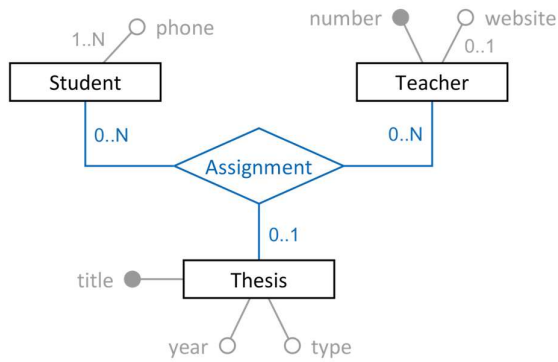 number website
phone
1..N 0..1
Student Teacher
0..N 0..N
Assignment
0..1
title Thesis
year type